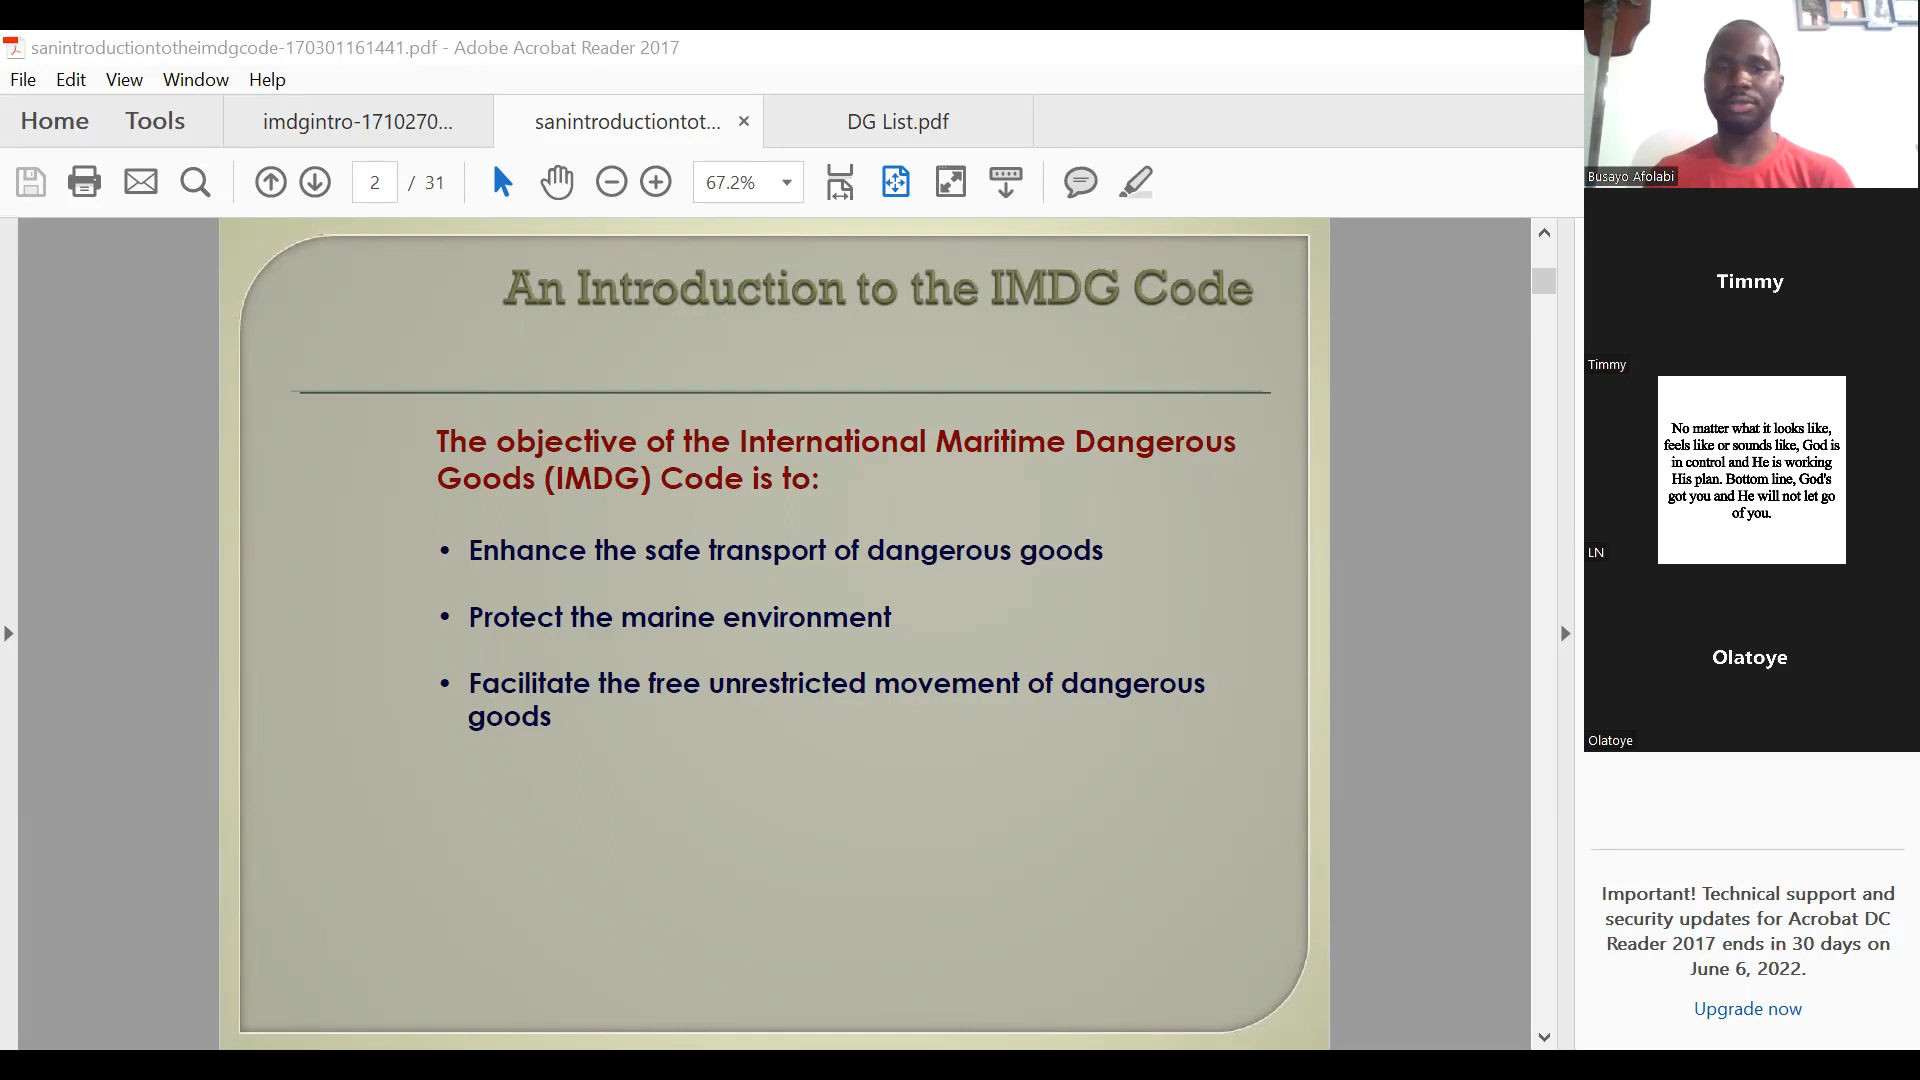 sanintroductiontotheimdgcode-170301161441.pdf - Adobe Acrobat Reader 2017
File Edit View Window Help
Home Tools imdgintro-1710270... sanintroductiontot... × DG List.pdf
2 / 31 67.2%
An Introduction to the IMDG Code
The objective of the International Maritime Dangerous
Goods (IMDG) Code is to:
• Enhance the safe transport of dangerous goods
• Protect the marine environment
• Facilitate the free unrestricted movement of dangerous
goods
Busayo Afolabi
Timmy
Timmy
No matter what it looks like,
feels like or sounds like, God is
in control and He is working
His plan. Bottom line, God's
got you and He will not let go
of you.
LN
Olatoye
Olatoye
Important! Technical support and
security updates for Acrobat DC
Reader 2017 ends in 30 days on
June 6, 2022.
Upgrade now